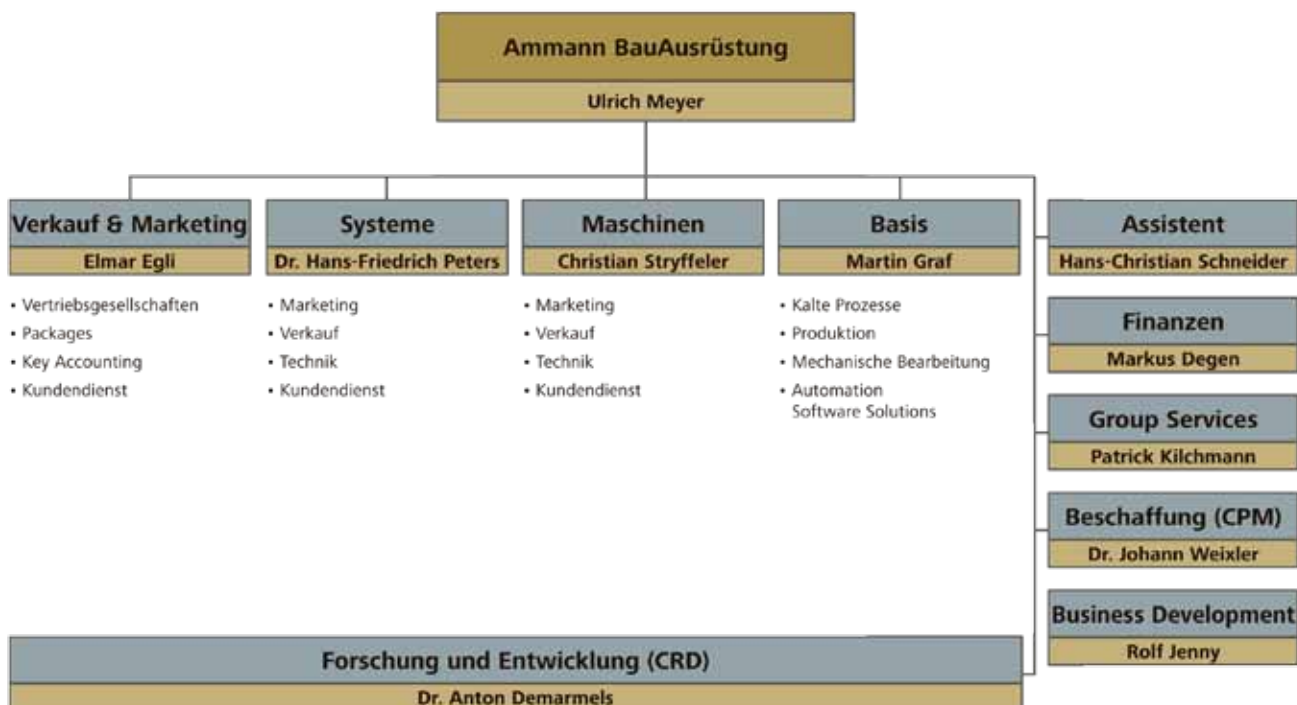 Ammann BauAusrüstung
Ulrich Meyer
Verkauf & Marketing
Elmar Egli
• Vertriebsgesellschaften
• Packages
• Key Accounting
• Kundendienst
Systeme
Dr. Hans-Friedrich Peters
• Marketing
• Verkauf
• Technik
• Kundendienst
Maschinen
Christian Stryffeler
• Marketing
• Verkauf
• Technik
• Kundendienst
Basis
Martin Graf
• Kalte Prozesse
• Produktion
• Mechanische Bearbeitung
• Automation
Software Solutions
Assistent
Hans-Christian Schneider
Finanzen
Markus Degen
Group Services
Patrick Kilchmann
Beschaffung (CPM)
Dr. Johann Weixler
Business Development
Rolf Jenny
Forschung und Entwicklung (CRD)
Dr. Anton Demarmels